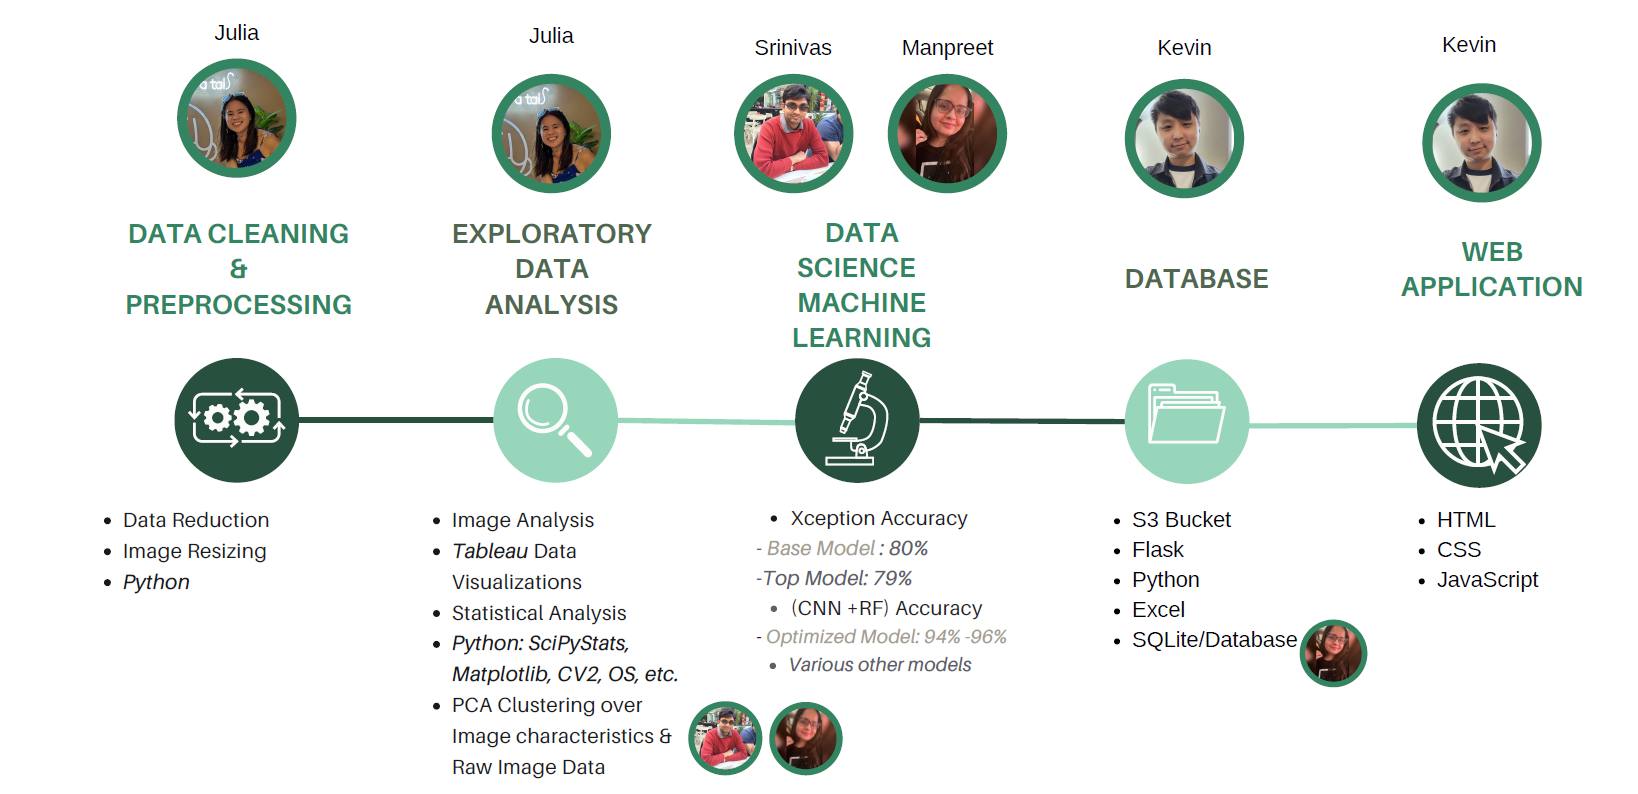 Julia
Julia
Srinivas
Manpreet
Kevin
Kevin
DATA CLEANING
&
PREPROCESSING
EXPLORATORY
DATA
ANALYSIS
DATA
SCIENCE
MACHINE
LEARNING
DATABASE
WEB
APPLICATION
• Data Reduction
• Image Resizing
• Python
• Image Analysis
• Tableau Data
Visualizations
• Statistical Analysis
• Python: SciPyStats,
Matplotlib, CV2, OS, etc.
• PCA Clustering over
Image characteristics &
Raw Image Data
• Xception Accuracy
- Base Model : 80%
-Top Model: 79%
• (CNN +RF) Accuracy
- Optimized Model: 94% -96%
• Various other models
• S3 Bucket
• Flask
• Python
• Excel
• SQLite/Database
• HTML
• CSS
• JavaScript